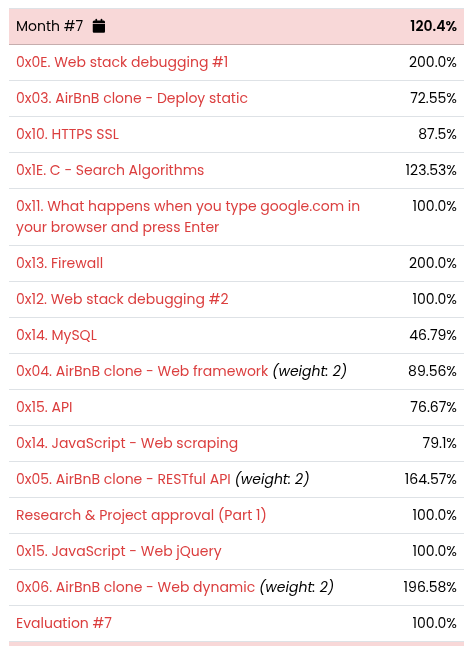 Month #7 120.4%
0x0E. Web stack debugging #1 200.0%
0x03. AirBnB clone - Deploy static 72.55%
0x10. HTTPS SSL 87.5%
0x1E. C - Search Algorithms 123.53%
0x11. What happens when you type google.com in 100.0%
your browser and press Enter
0x13. Firewall 200.0%
0x12. Web stack debugging #2 100.0%
0x14. MySQL 46.79%
0x04. AirBnB clone - Web framework (weight: 2) 89.56%
0x15. API 76.67%
0x14. JavaScript - Web scraping 79.1%
0x05. AirBnB clone - RESTful API (weight: 2) 164.57%
Research & Project approval (Part 1) 100.0%
0x15. JavaScript - Web jQuery 100.0%
0x06. AirBnB clone - Web dynamic (weight: 2) 196.58%
Evaluation #7 100.0%